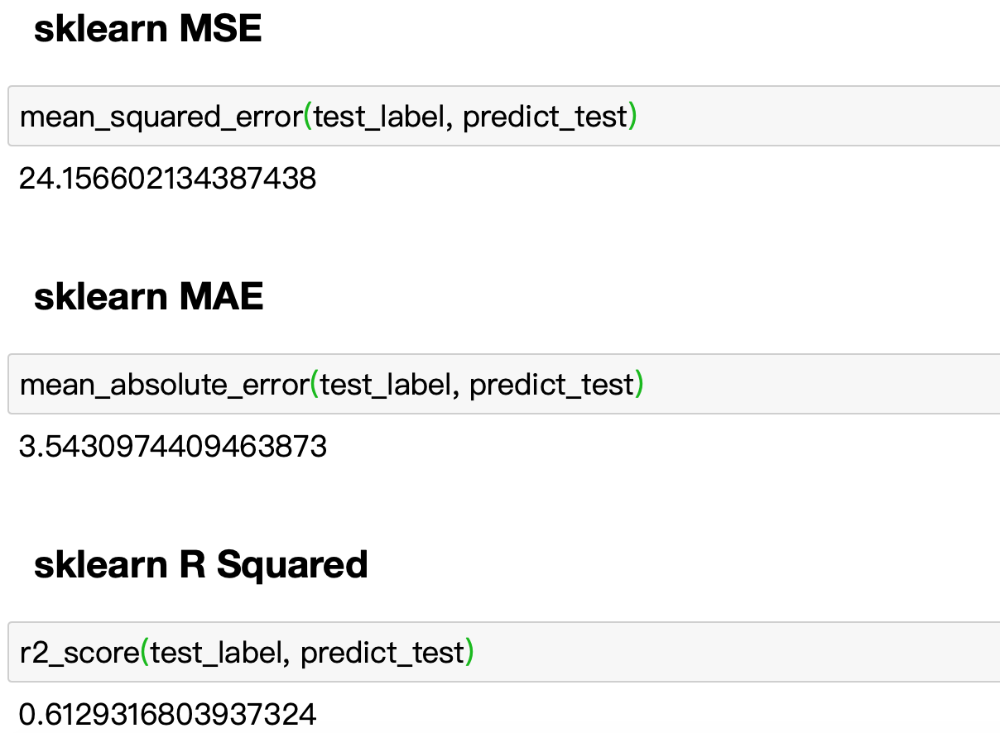 sklearn MSE
mean_squared_error(test_label, predict_test)
24.156602134387438
sklearn MAE
mean_absolute_error(test_label, predict_test)
3.5430974409463873
sklearn R Squared
r2_score(test_label, predict_test)
0.6129316803937324